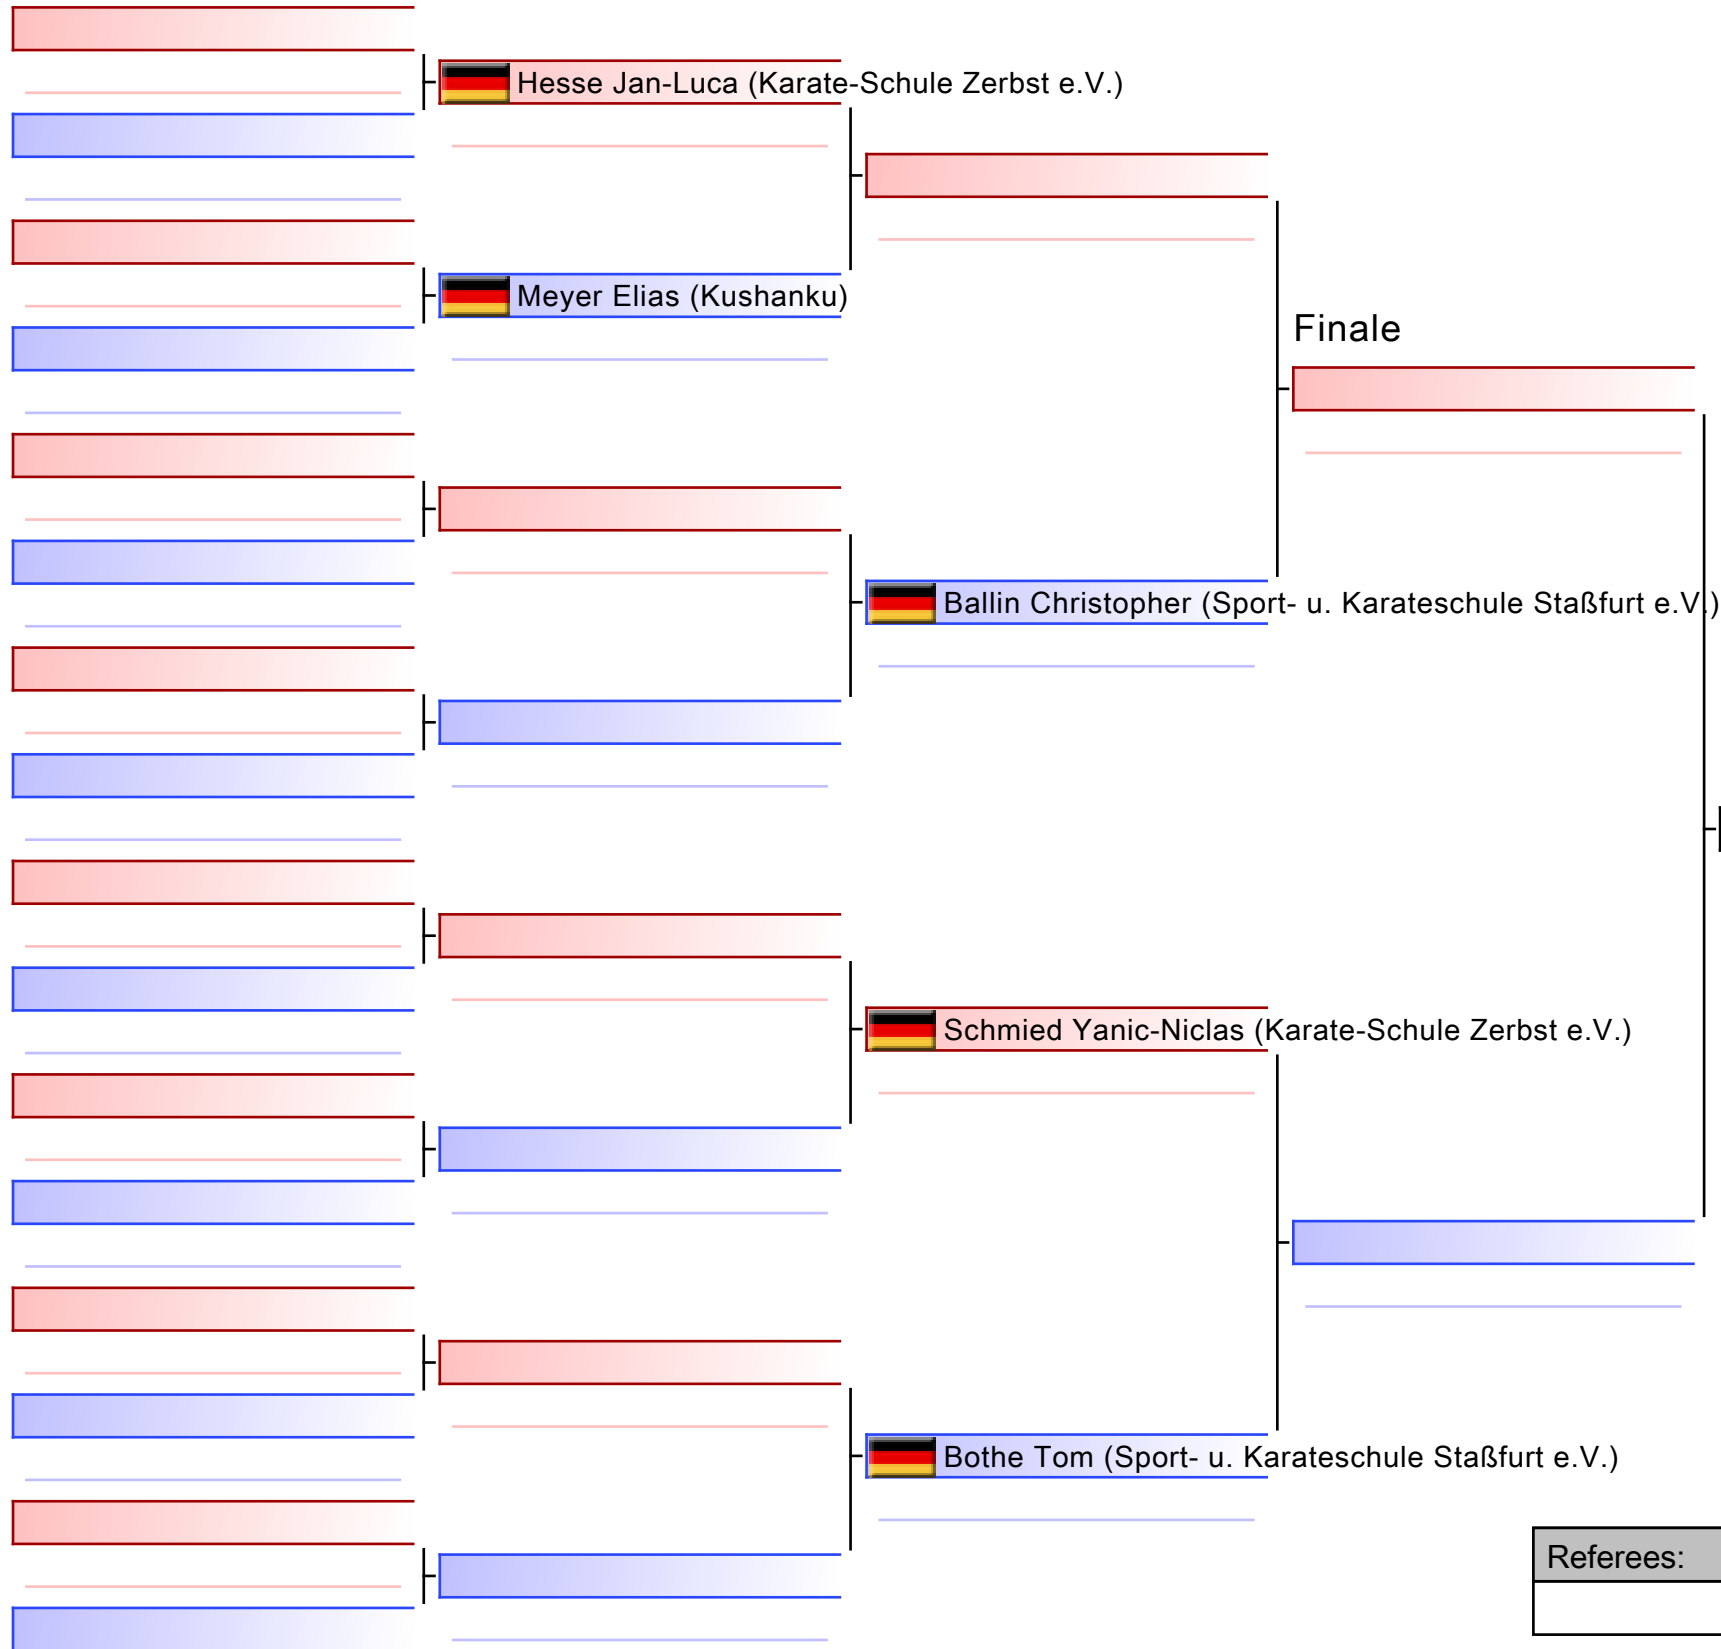 Hesse Jan-Luca (Karate-Schule Zerbst e.V.)
Meyer Elias (Kushanku)
Finale
Ballin Christopher (Sport- u. Karateschule Staßfurt e.V.)
Schmied Yanic-Niclas (Karate-Schule Zerbst e.V.)
Bothe Tom (Sport- u. Karateschule Staßfurt e.V.)
Referees: